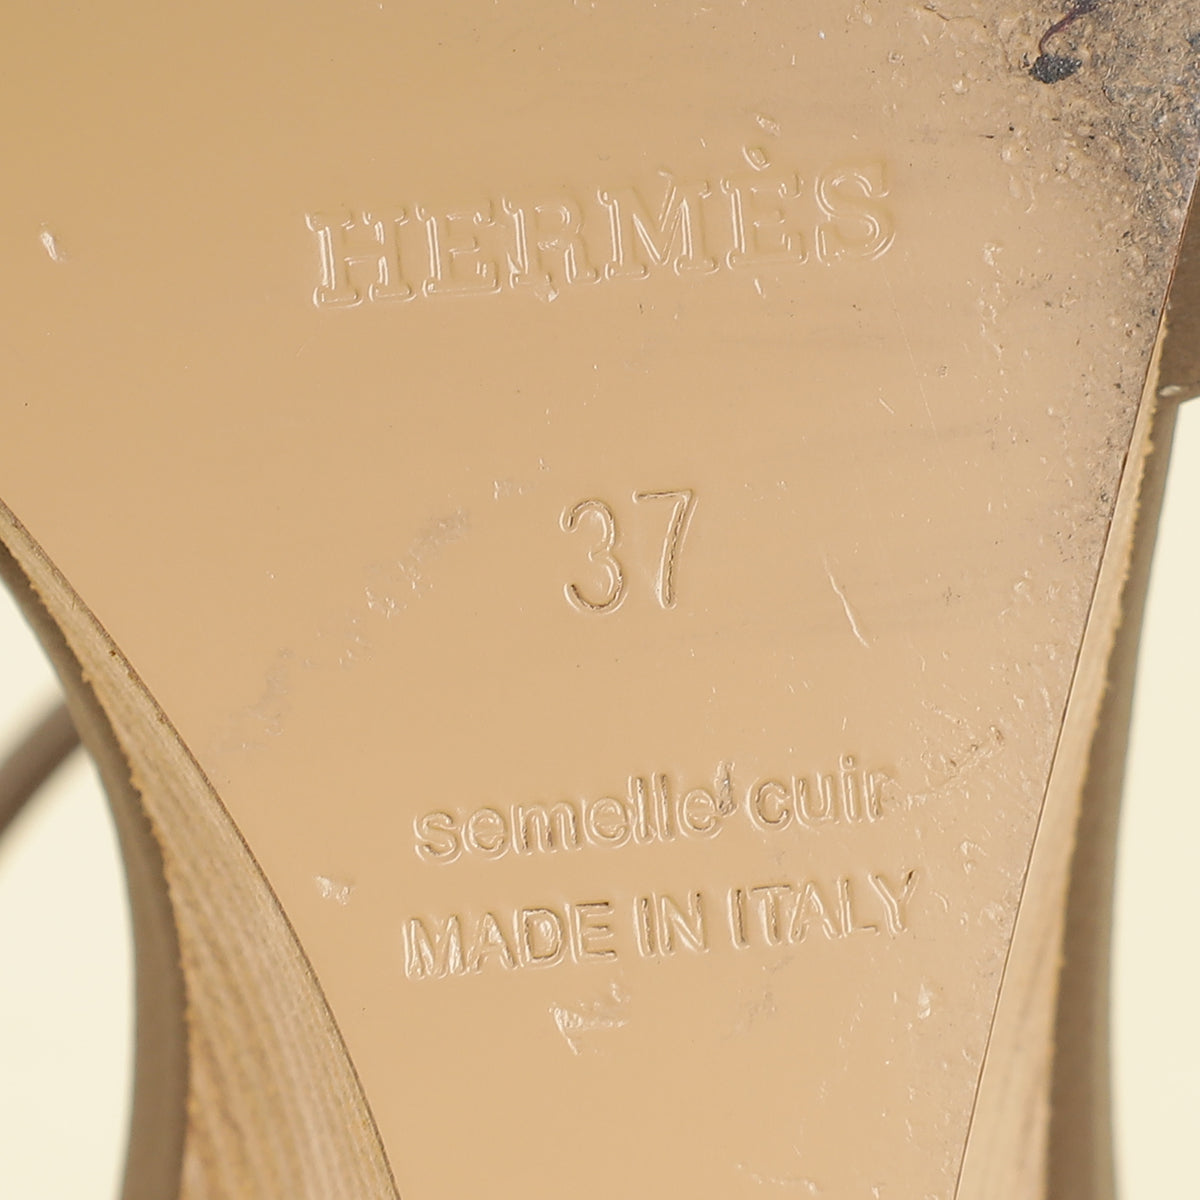 HERMÈS
37
semelle cuir
MADE IN ITALY